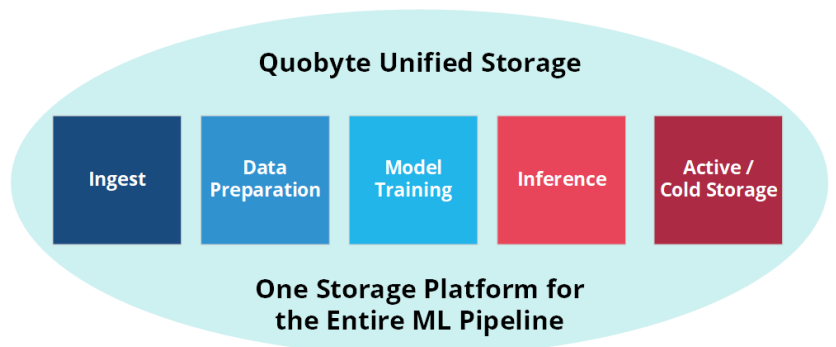 Quobyte Unified Storage
Ingest
Data
Preparation
Model
Training
Inference
Active /
Cold Storage
One Storage Platform for
the Entire ML Pipeline